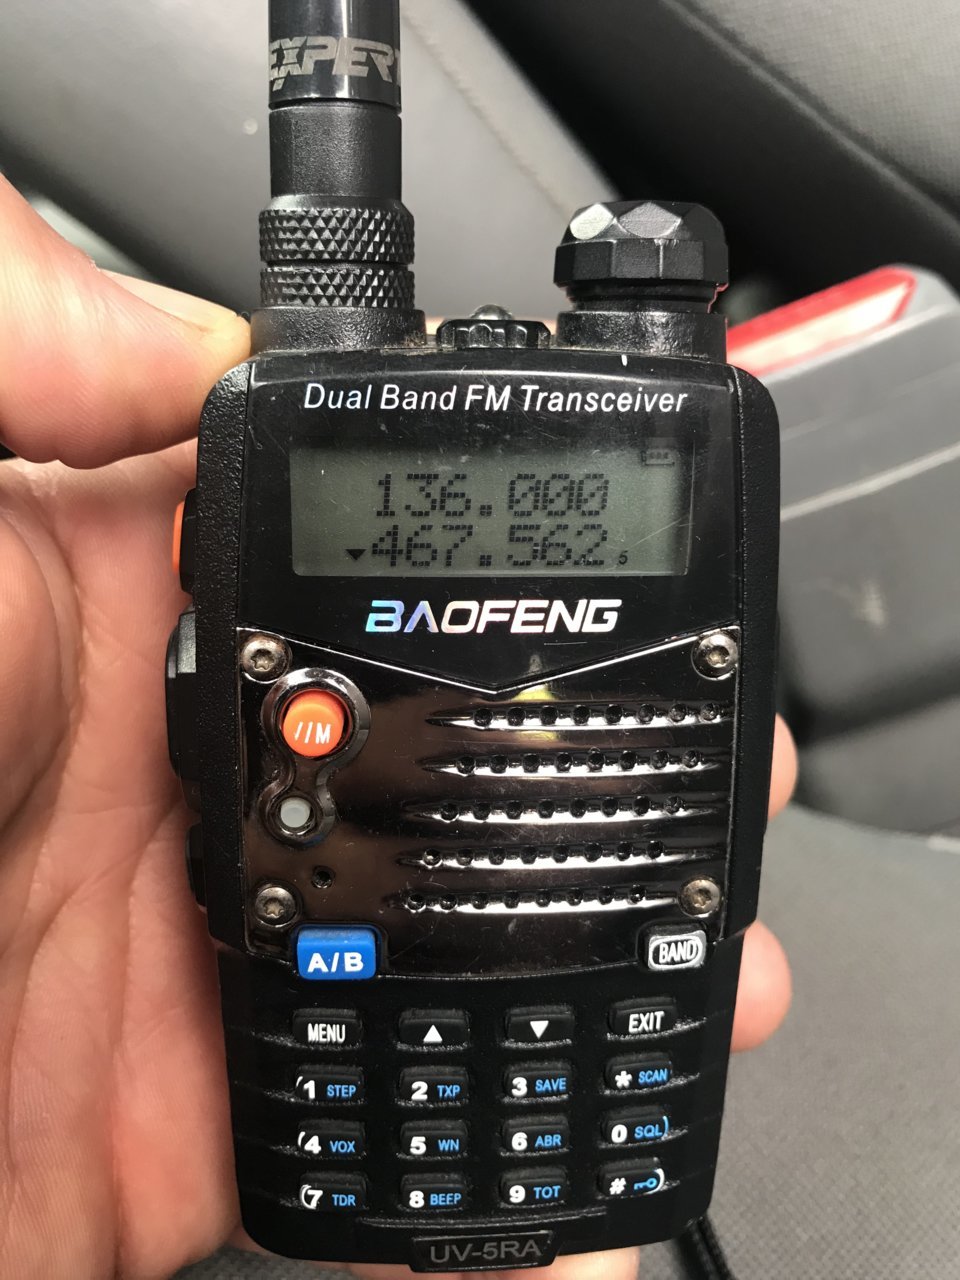 EXPERT
Dual Band FM Transceiver
136.000
467.562 5
BAOFENG
//M
A/B
BAND
MENU ▲ ▼ EXIT
1 STEP 2 TXP 3 SAVE * SCAN
4 VOX 5 WN 6 ABR 0 SQL
7 TDR 8 BEEP 9 TOT #
UV-5RA